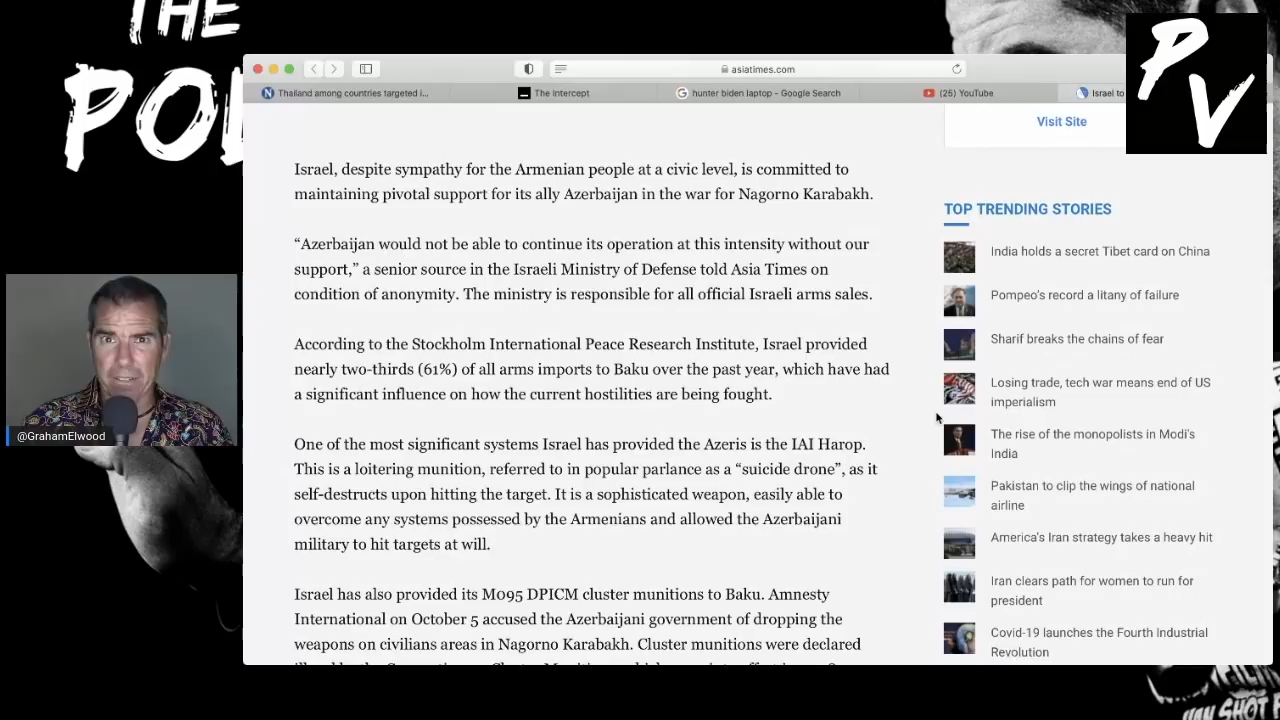 THE
PO
PV
asiatimes.com
Thailand among countries targeted i...
The Intercept
hunter biden laptop - Google Search
(25) YouTube
Israel to
Visit Site
Israel, despite sympathy for the Armenian people at a civic level, is committed to
maintaining pivotal support for its ally Azerbaijan in the war for Nagorno Karabakh.
“Azerbaijan would not be able to continue its operation at this intensity without our
support,” a senior source in the Israeli Ministry of Defense told Asia Times on
condition of anonymity. The ministry is responsible for all official Israeli arms sales.
According to the Stockholm International Peace Research Institute, Israel provided
nearly two-thirds (61%) of all arms imports to Baku over the past year, which have had
a significant influence on how the current hostilities are being fought.
One of the most significant systems Israel has provided the Azeris is the IAI Harop.
This is a loitering munition, referred to in popular parlance as a “suicide drone”, as it
self-destructs upon hitting the target. It is a sophisticated weapon, easily able to
overcome any systems possessed by the Armenians and allowed the Azerbaijani
military to hit targets at will.
Israel has also provided its M095 DPICM cluster munitions to Baku. Amnesty
International on October 5 accused the Azerbaijani government of dropping the
weapons on civilians areas in Nagorno Karabakh. Cluster munitions were declared
TOP TRENDING STORIES
India holds a secret Tibet card on China
Pompeo's record a litany of failure
Sharif breaks the chains of fear
Losing trade, tech war means end of US
imperialism
The rise of the monopolists in Modi's
India
Pakistan to clip the wings of national
airline
America's Iran strategy takes a heavy hit
Iran clears path for women to run for
president
Covid-19 launches the Fourth Industrial
Revolution
@GrahamElwood